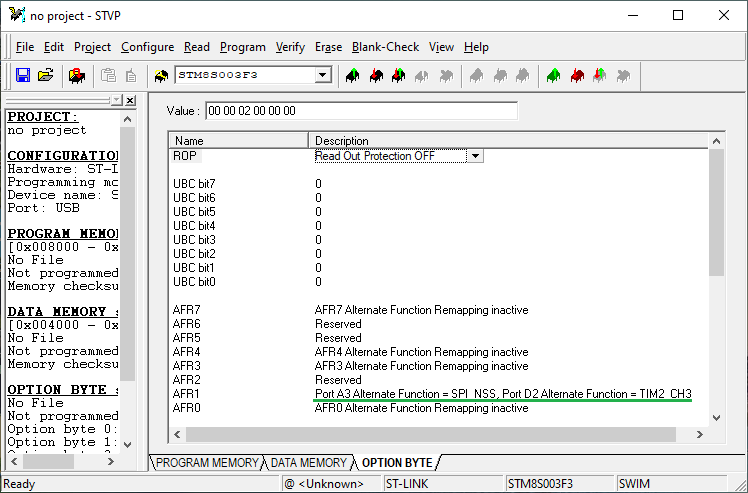 no project - STVP
File Edit Project Configure Read Program Verify Erase Blank-Check View Help
STM8S003F3
PROJECT:
no project
CONFIGURATION
Hardware: ST-L
Programming mo
Device name: S
Port: USB
PROGRAM MEMOR
[0x008000 - 0x
No File
Not programmed
Memory checksu
DATA MEMORY s
[0x004000 - 0x
No File
Not programmed
Memory checksu
OPTION BYTE s
No File
Not programmed
Option byte 0:
Option byte 1:
Value : 00 00 02 00 00 00
Name Description
ROP Read Out Protection OFF
UBC bit7 0
UBC bit6 0
UBC bit5 0
UBC bit4 0
UBC bit3 0
UBC bit2 0
UBC bit1 0
UBC bit0 0
AFR7 AFR7 Alternate Function Remapping inactive
AFR6 Reserved
AFR5 Reserved
AFR4 AFR4 Alternate Function Remapping inactive
AFR3 AFR3 Alternate Function Remapping inactive
AFR2 Reserved
AFR1 Port A3 Alternate Function = SPI_NSS, Port D2 Alternate Function = TIM2_CH3
AFR0 AFR0 Alternate Function Remapping inactive
PROGRAM MEMORY DATA MEMORY OPTION BYTE
Ready @ <Unknown> ST-LINK STM8S003F3 SWIM